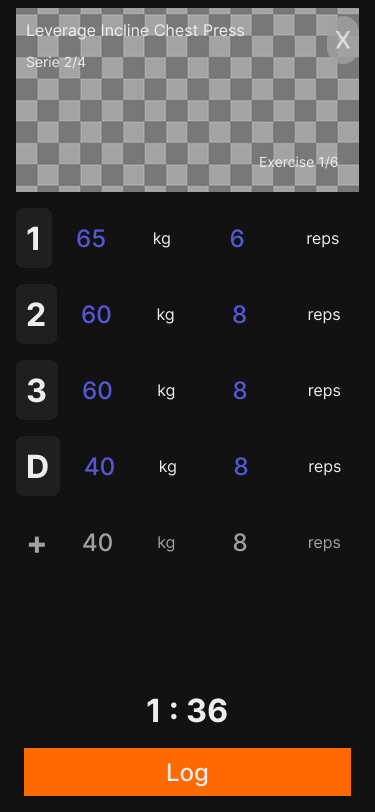 Leverage Incline Chest Press
X
Serie 2/4
Exercise 1/6
1 65 kg 6 reps
2 60 kg 8 reps
3 60 kg 8 reps
D 40 kg 8 reps
+ 40 kg 8 reps
1 : 36
Log